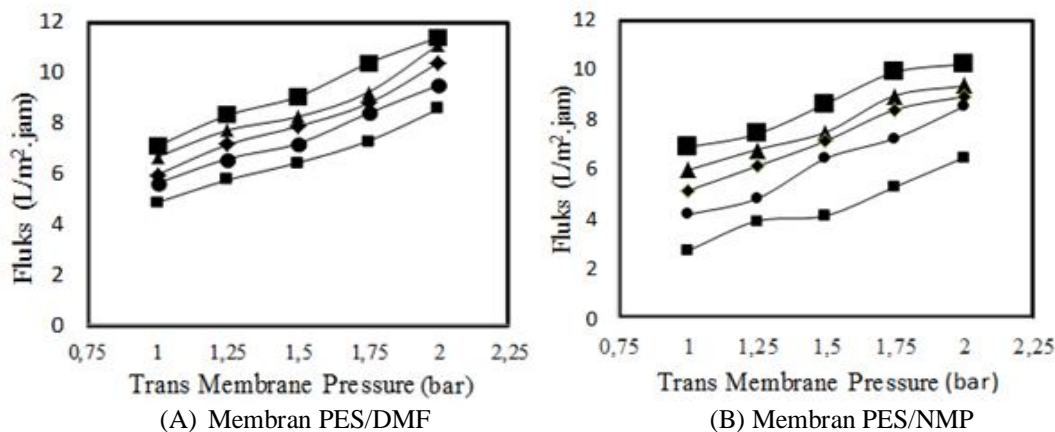 12
10
8
6
4
2
0
Fluks (L/m².jam)
0,75 1 1,25 1,5 1,75 2 2,25
Trans Membrane Pressure (bar)
(A) Membran PES/DMF
12
10
8
6
4
2
0
Fluks (L/m².jam)
0,75 1 1,25 1,5 1,75 2 2,25
Trans Membrane Pressure (bar)
(B) Membran PES/NMP